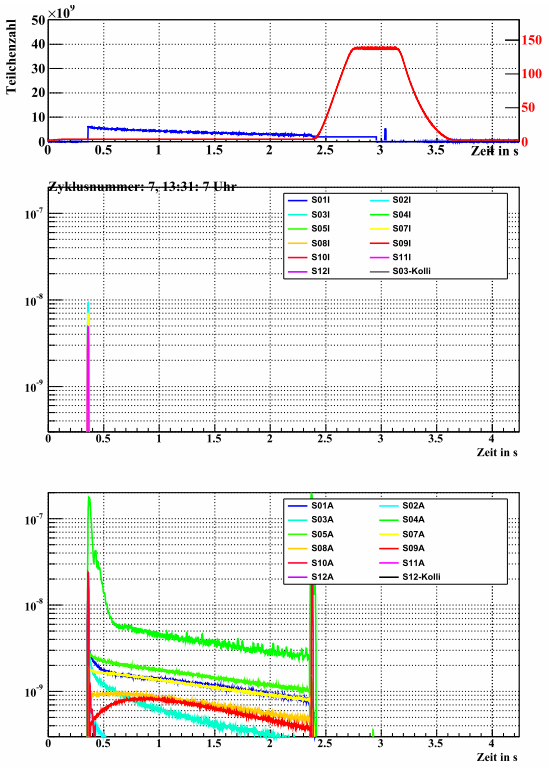 50 ×10⁹
40
30
20
10
0
Teilchenzahl
150
100
50
0
0 0.5 1 1.5 2 2.5 3 3.5 4
Zeit in s
Zyklusnummer: 7, 13:31: 7 Uhr
10⁻⁷
10⁻⁸
10⁻⁹
S01I S02I
S03I S04I
S05I S07I
S08I S09I
S10I S11I
S12I S03-Kolli
0 0.5 1 1.5 2 2.5 3 3.5 4
Zeit in s
10⁻⁷
10⁻⁸
10⁻⁹
S01A S02A
S03A S04A
S05A S07A
S08A S09A
S10A S11A
S12A S12-Kolli
0 0.5 1 1.5 2 2.5 3 3.5 4
Zeit in s